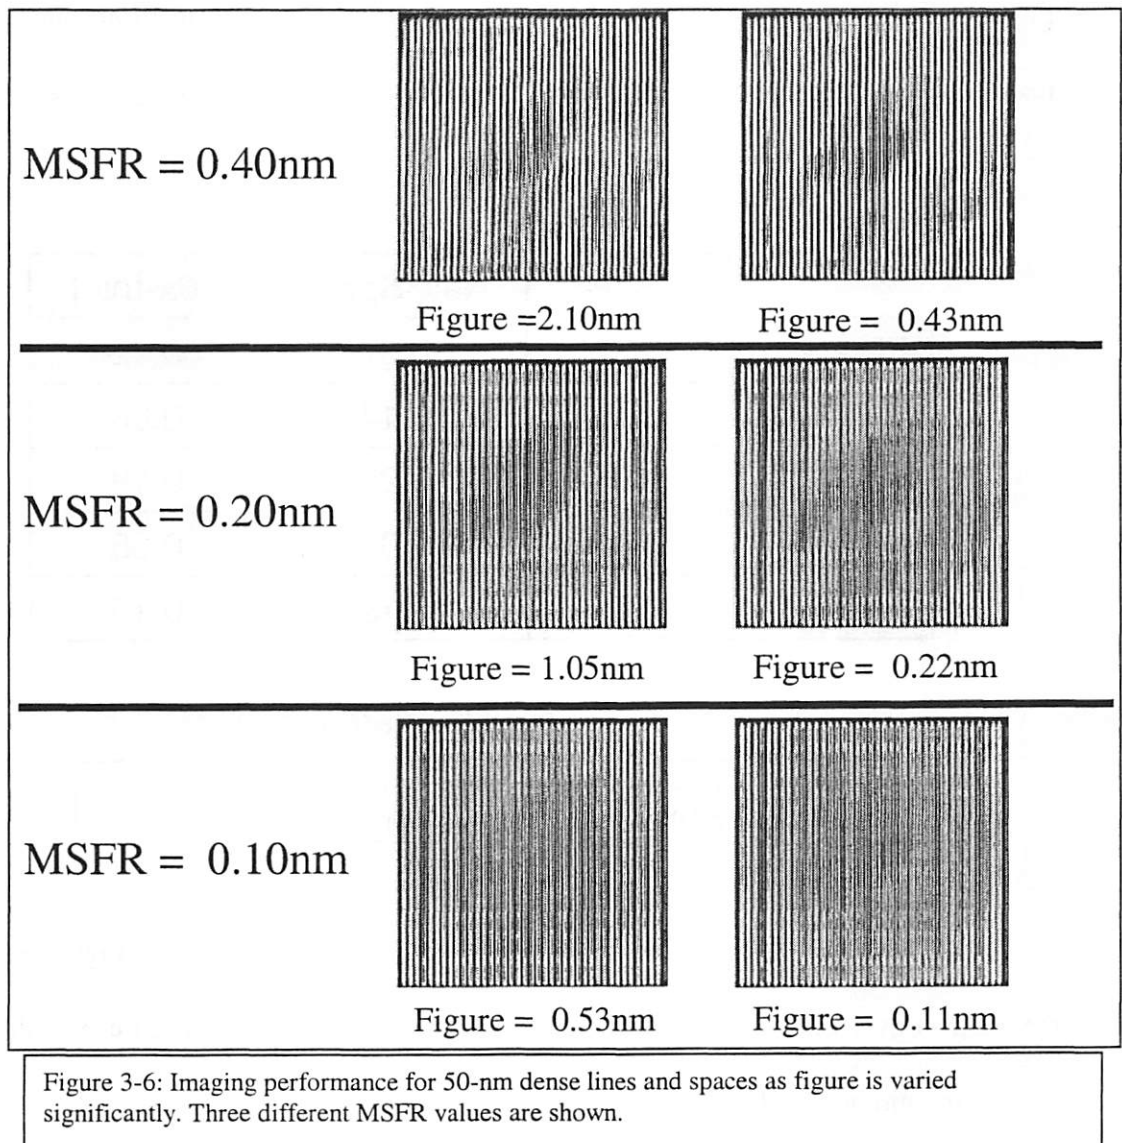 MSFR = 0.40nm
Figure =2.10nm
Figure = 0.43nm
MSFR = 0.20nm
Figure = 1.05nm
Figure = 0.22nm
MSFR = 0.10nm
Figure = 0.53nm
Figure = 0.11nm
Figure 3-6: Imaging performance for 50-nm dense lines and spaces as figure is varied
significantly. Three different MSFR values are shown.